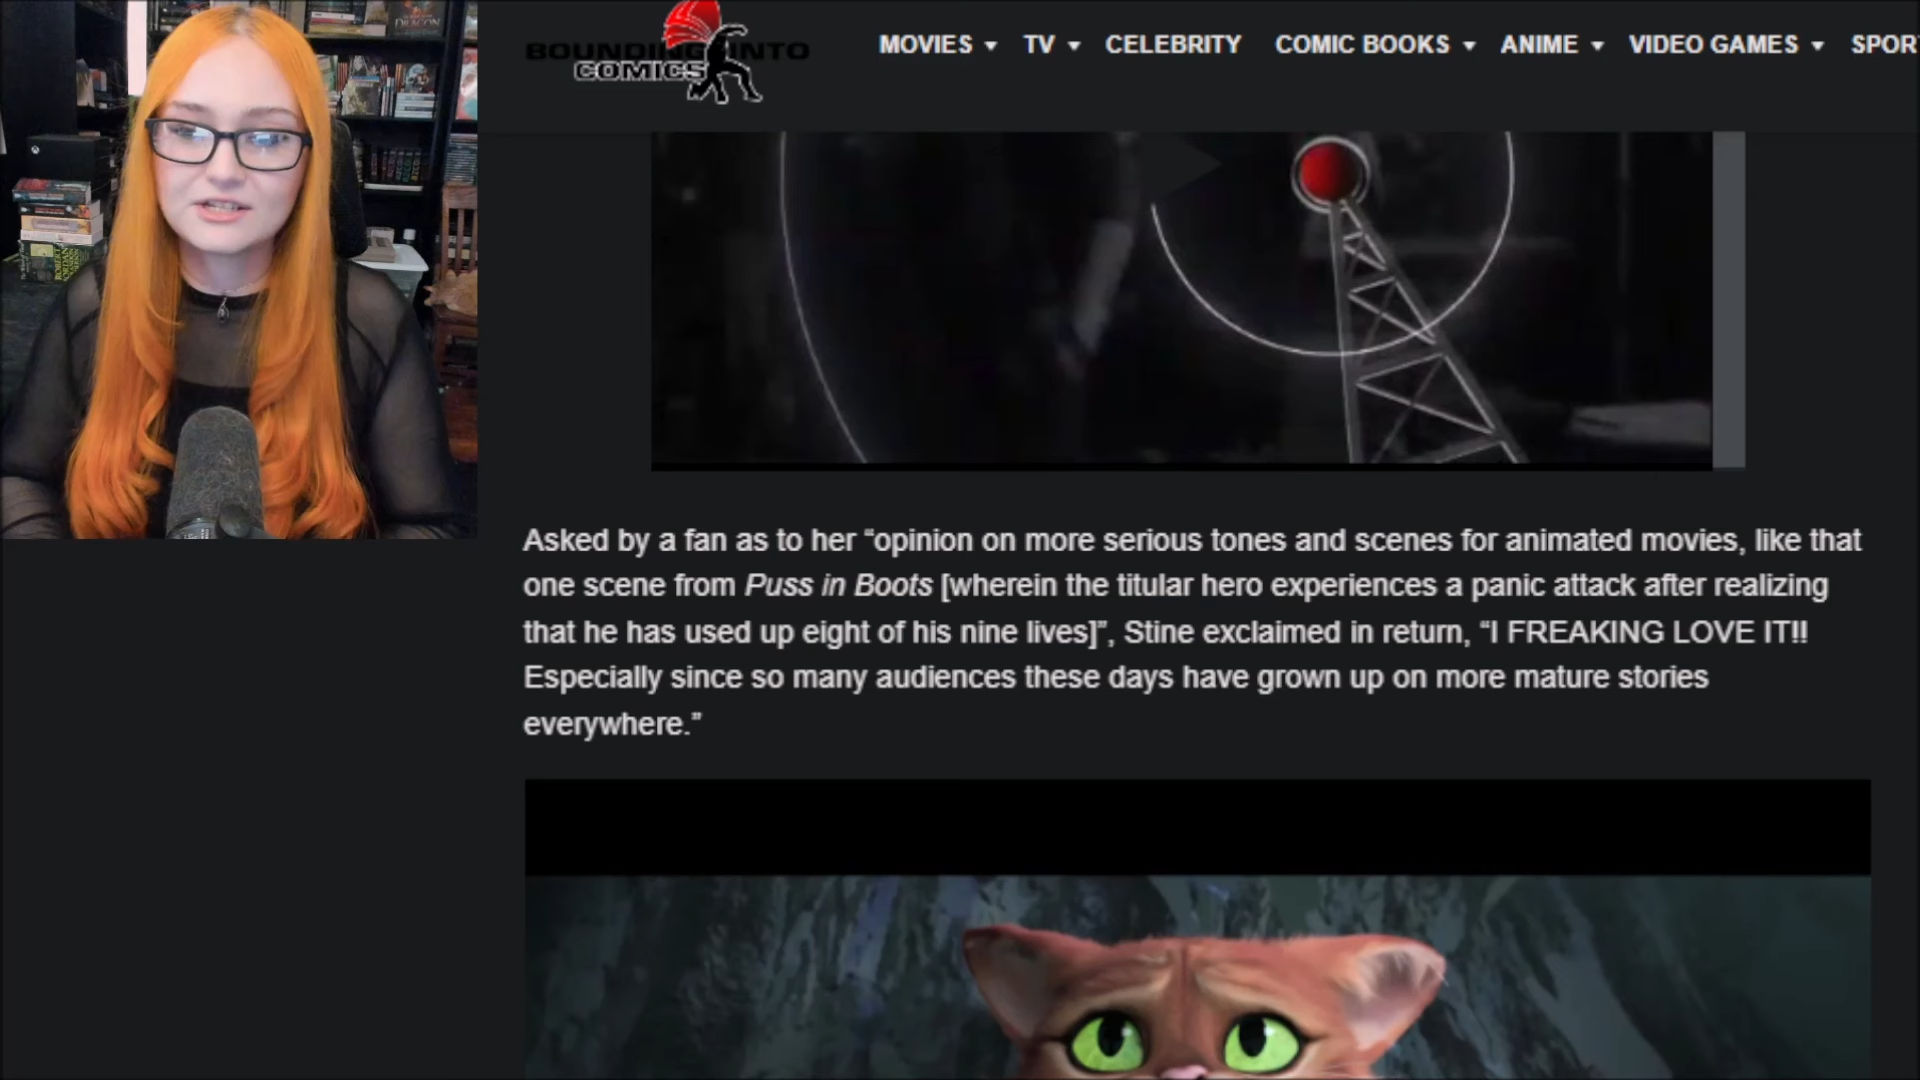 BOUNDING INTO
COMICS
MOVIES TV CELEBRITY COMIC BOOKS ANIME VIDEO GAMES SPOR
DRAGON
ROBERT
JORDAN
Asked by a fan as to her “opinion on more serious tones and scenes for animated movies, like that
one scene from Puss in Boots [wherein the titular hero experiences a panic attack after realizing
that he has used up eight of his nine lives]”, Stine exclaimed in return, “I FREAKING LOVE IT!!
Especially since so many audiences these days have grown up on more mature stories
everywhere.”